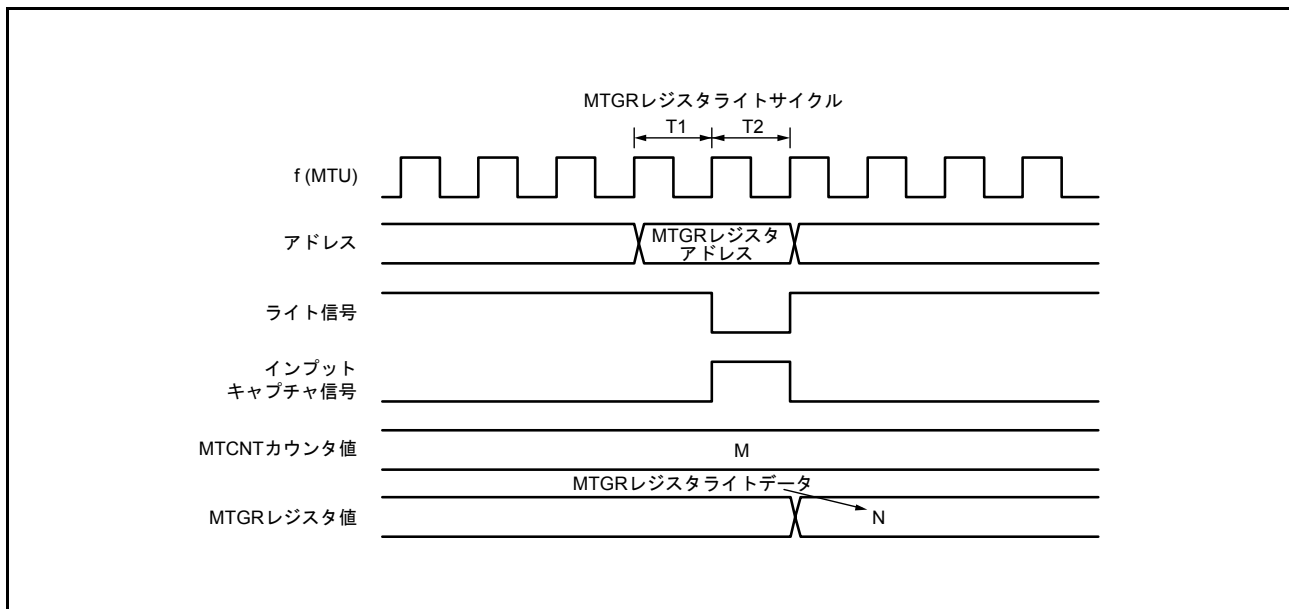 MTGRレジスタライトサイクル
T1
T2
f (MTU)
アドレス
MTGRレジスタ
アドレス
ライト信号
インプット
キャプチャ信号
MTCNTカウンタ値
M
MTGRレジスタライトデータ
MTGRレジスタ値
N